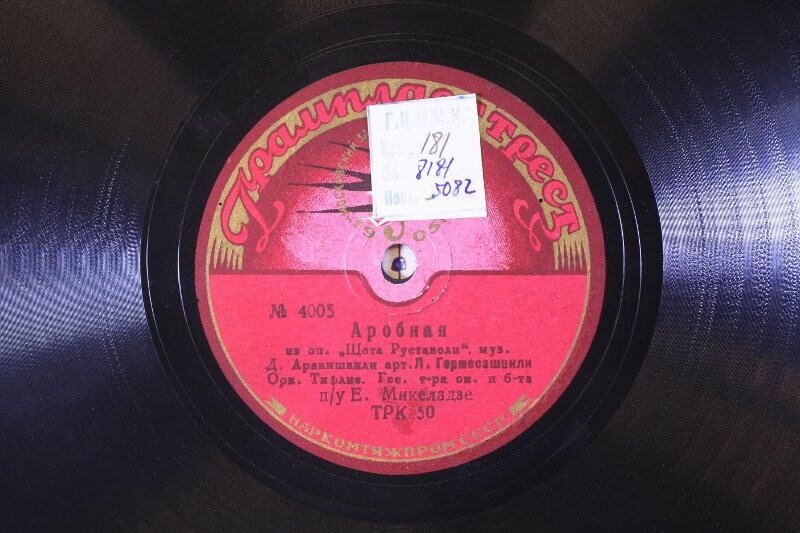 Грампластрест
Г.Ц.М.М.К.
181
8181
5082
№ 4005
Аробная
из оп. „Шота Руставели“, муз.
Д. Аракишвили арт. Л. Гермесашвили
Орк. Тифлис. Гос. т-ра оп. и б-та
п/у Е. Микеладзе
ТРК 50
НАРКОМТЯЖПРОМ СССР